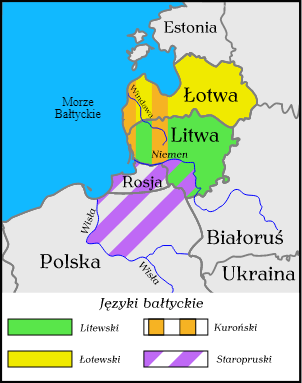 Estonia
Morze
Bałtyckie
Windawa
Łotwa
Litwa
Niemen
Rosja
Wisła
Białoruś
Polska
Wisła
Ukraina
Języki bałtyckie
Litewski
Kuroński
Łotewski
Staropruski